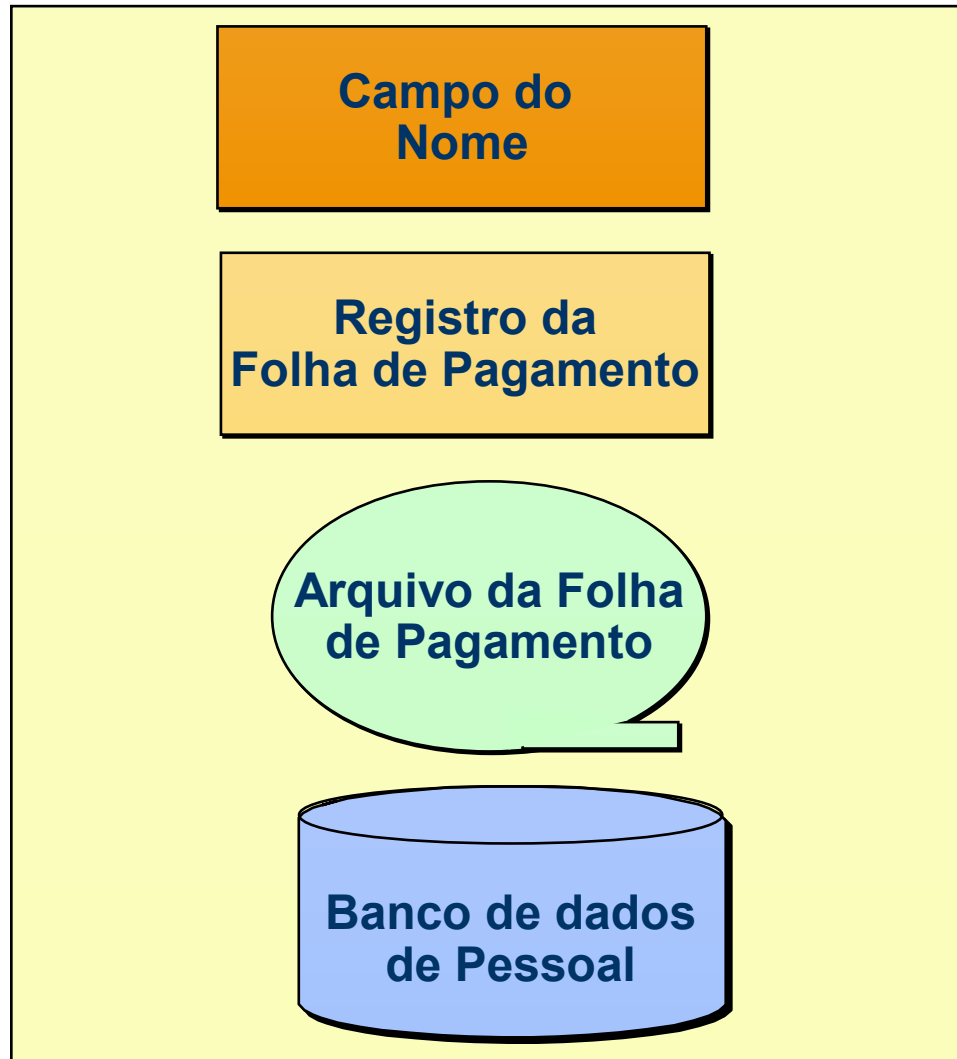 Campo do
Nome
Registro da
Folha de Pagamento
Arquivo da Folha
de Pagamento
Banco de dados
de Pessoal